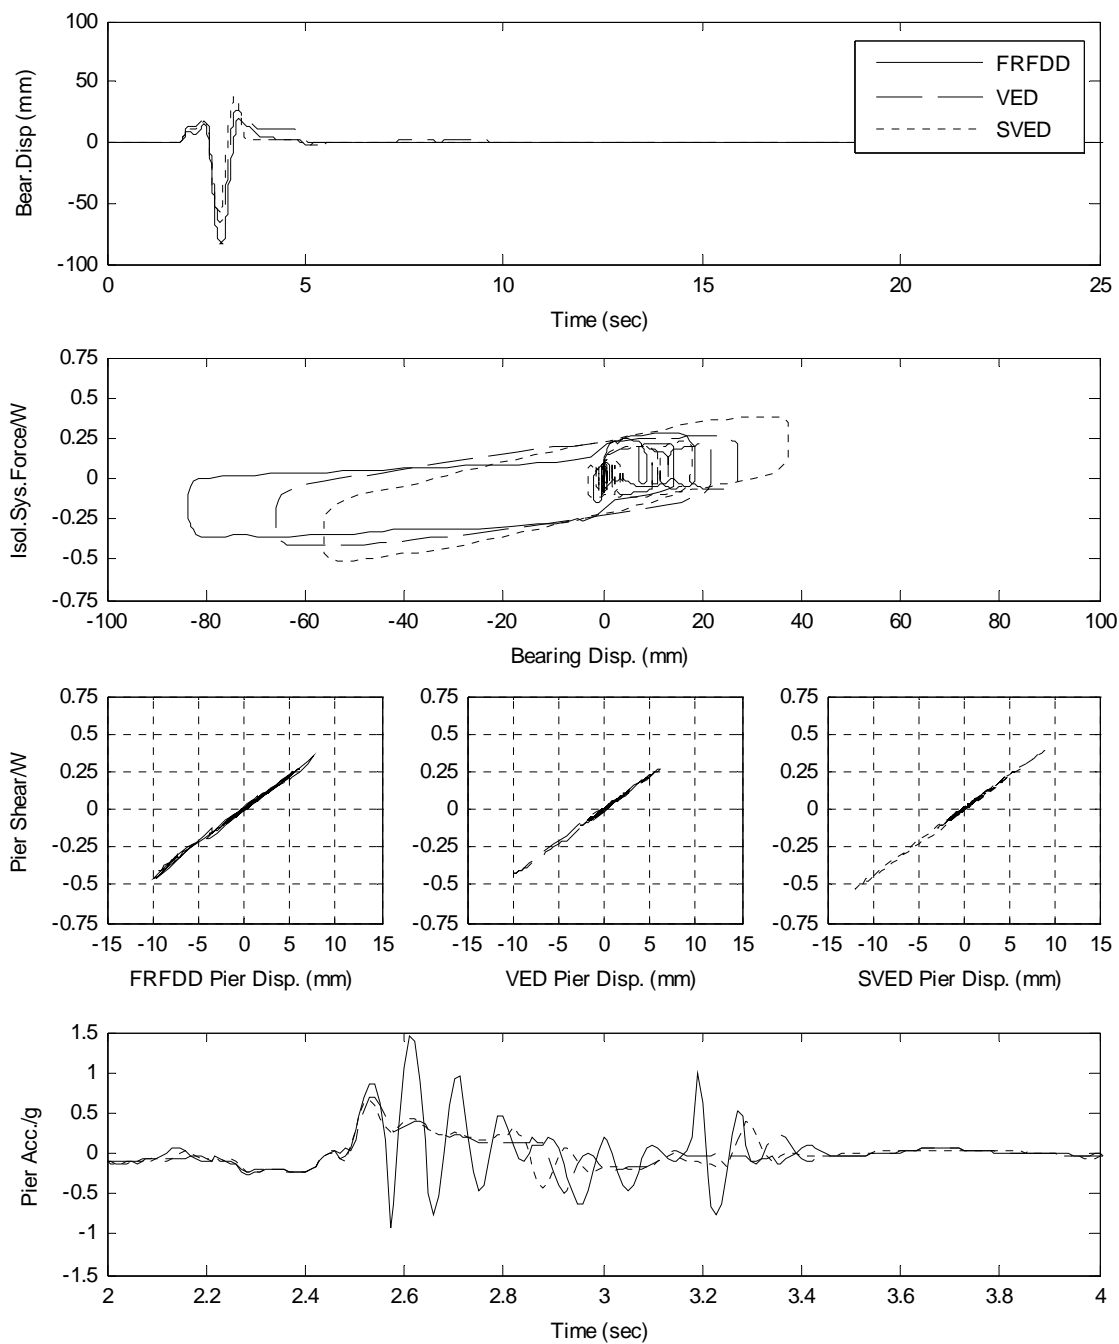 100
50
0
-50
-100
Bear.Disp (mm)
FRFDD
VED
SVED
0 5 10 15 20 25
Time (sec)
0.75
0.5
0.25
0
-0.25
-0.5
-0.75
Isol.Sys.Force/W
-100 -80 -60 -40 -20 0 20 40 60 80 100
Bearing Disp. (mm)
0.75 0.75 0.75
0.5 0.5 0.5
0.25 0.25 0.25
0 0 0
-0.25 -0.25 -0.25
-0.5 -0.5 -0.5
-0.75 -0.75 -0.75
Pier Shear/W
-15 -10 -5 0 5 10 15 -15 -10 -5 0 5 10 15 -15 -10 -5 0 5 10 15
FRFDD Pier Disp. (mm) VED Pier Disp. (mm) SVED Pier Disp. (mm)
1.5
1
0.5
0
-0.5
-1
-1.5
Pier Acc./g
2 2.2 2.4 2.6 2.8 3 3.2 3.4 3.6 3.8 4
Time (sec)